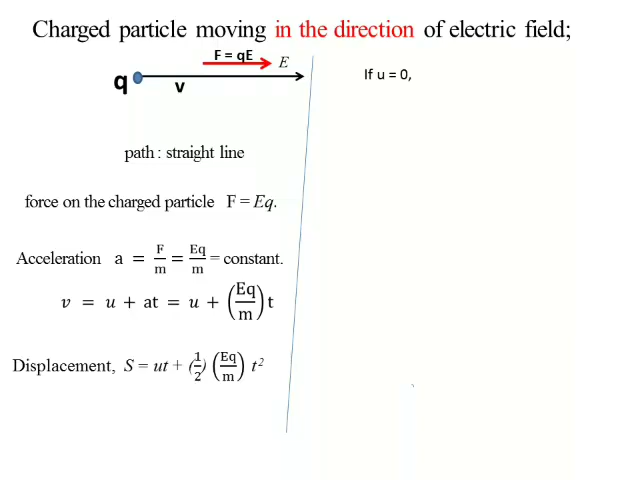 Charged particle moving in the direction of electric field;
F = qE
E
q
v
path : straight line
force on the charged particle F = Eq.
Acceleration a = F/m = Eq/m = constant.
v = u + at = u + (Eq/m) t
Displacement, S = ut + (1/2) (Eq/m) t²
If u = 0,